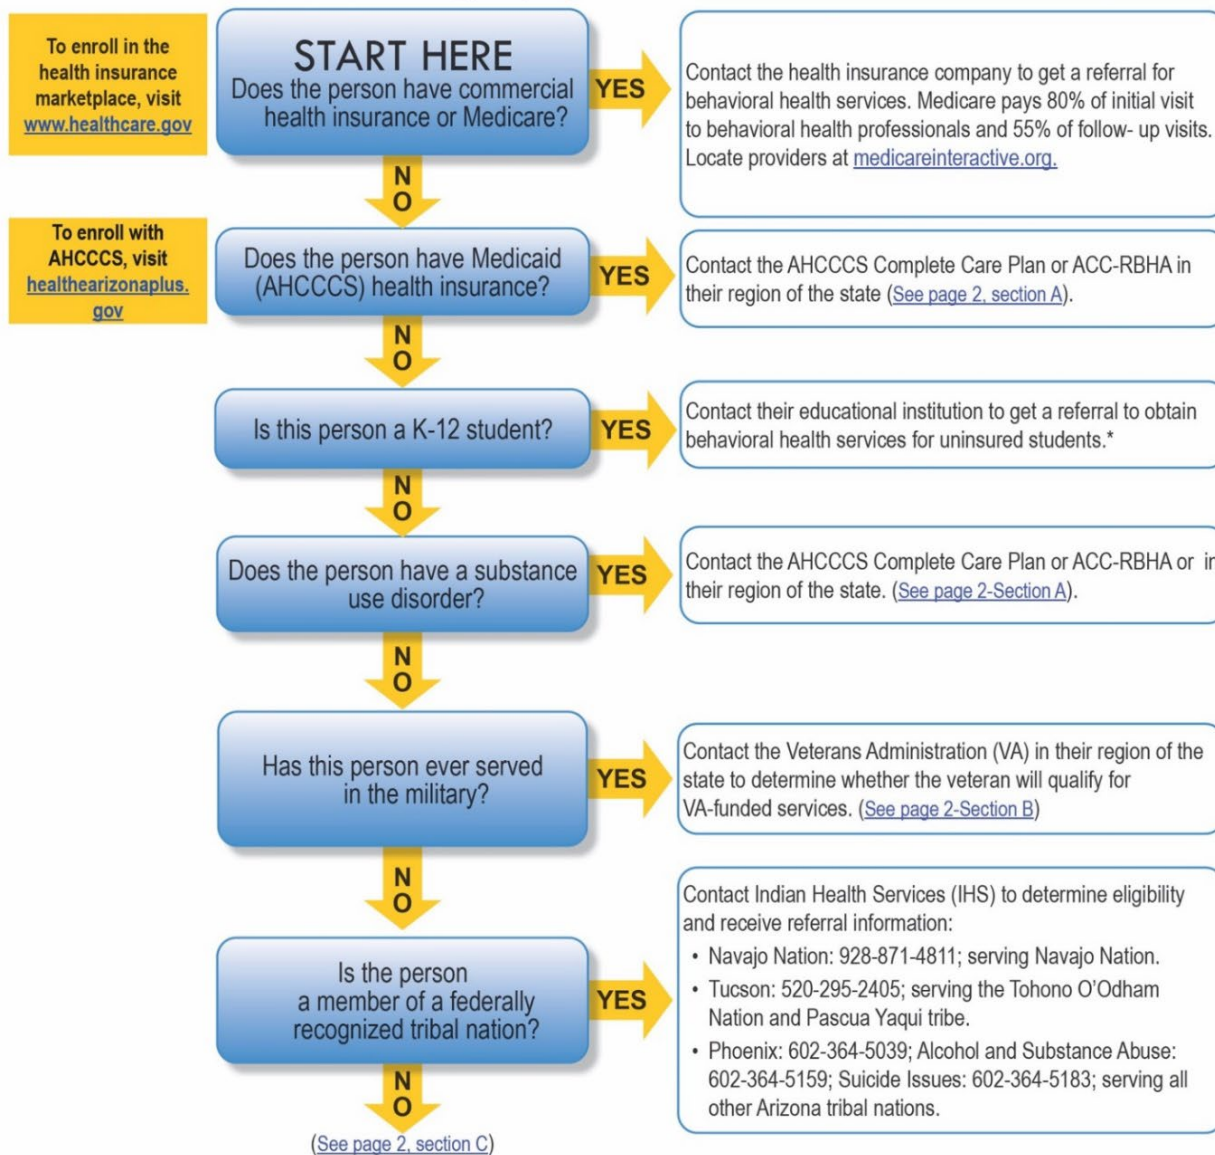 To enroll in the
health insurance
marketplace, visit
www.healthcare.gov
START HERE
Does the person have commercial
health insurance or Medicare?
YES
Contact the health insurance company to get a referral for
behavioral health services. Medicare pays 80% of initial visit
to behavioral health professionals and 55% of follow- up visits.
Locate providers at medicareinteractive.org.
N
O
To enroll with
AHCCCS, visit
healthearizonaplus.
gov
Does the person have Medicaid
(AHCCCS) health insurance?
YES
Contact the AHCCCS Complete Care Plan or ACC-RBHA in
their region of the state (See page 2, section A).
N
O
Is this person a K-12 student?
YES
Contact their educational institution to get a referral to obtain
behavioral health services for uninsured students.*
N
O
Does the person have a substance
use disorder?
YES
Contact the AHCCCS Complete Care Plan or ACC-RBHA or in
their region of the state. (See page 2-Section A).
N
O
Has this person ever served
in the military?
YES
Contact the Veterans Administration (VA) in their region of the
state to determine whether the veteran will qualify for
VA-funded services. (See page 2-Section B)
N
O
Is the person
a member of a federally
recognized tribal nation?
YES
Contact Indian Health Services (IHS) to determine eligibility
and receive referral information:
• Navajo Nation: 928-871-4811; serving Navajo Nation.
• Tucson: 520-295-2405; serving the Tohono O'Odham
Nation and Pascua Yaqui tribe.
• Phoenix: 602-364-5039; Alcohol and Substance Abuse:
602-364-5159; Suicide Issues: 602-364-5183; serving all
other Arizona tribal nations.
N
O
(See page 2, section C)